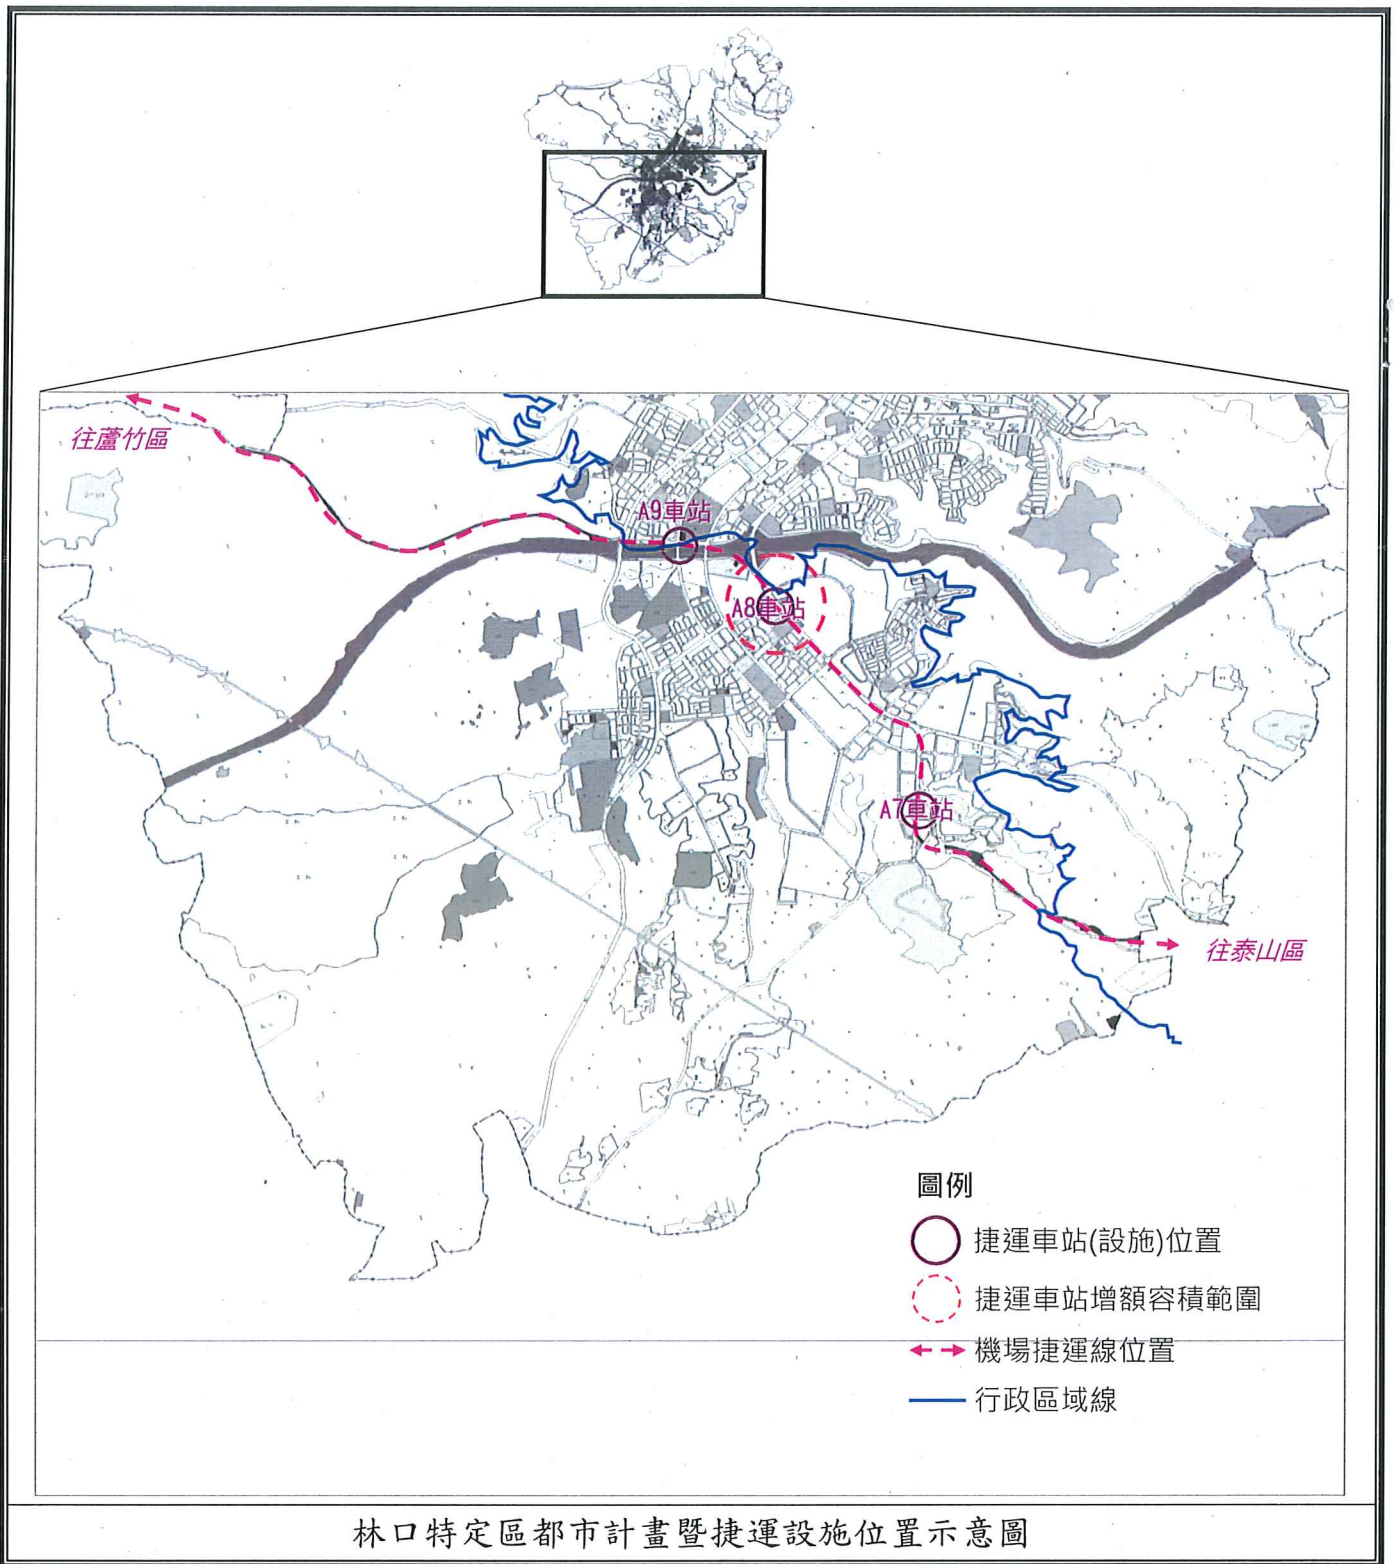 往蘆竹區
A9車站
A8車站
A7車站
往泰山區
圖例
捷運車站(設施)位置
捷運車站增額容積範圍
機場捷運線位置
行政區域線
林口特定區都市計畫暨捷運設施位置示意圖